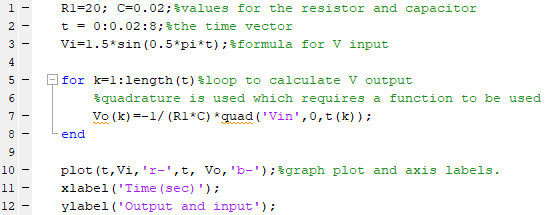 1 - R1=20; C=0.02;%values for the resistor and capacitor
2 - t = 0:0.02:8;%the time vector
3 - Vi=1.5*sin(0.5*pi*t);%formula for V input
4
5 - for k=1:length(t)%loop to calculate V output
6 %quadrature is used which requires a function to be used
7 - Vo(k)=-1/(R1*C)*quad('Vin',0,t(k));
8 - end
9
10 - plot(t,Vi,'r-',t, Vo,'b-');%graph plot and axis labels.
11 - xlabel('Time(sec)');
12 - ylabel('Output and input');